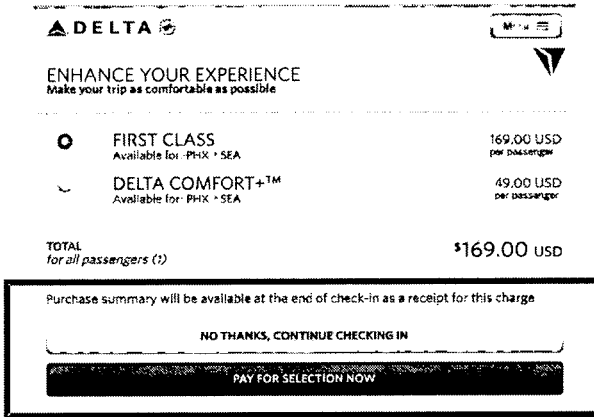 DELTA
Menu
ENHANCE YOUR EXPERIENCE
Make your trip as comfortable as possible
FIRST CLASS 169.00 USD
Available for: PHX • SEA per passenger
DELTA COMFORT+™ 49.00 USD
Available for: PHX • SEA per passenger
TOTAL
for all passengers (1) $169.00 USD
Purchase summary will be available at the end of check-in as a receipt for this charge
NO THANKS, CONTINUE CHECKING IN
PAY FOR SELECTION NOW